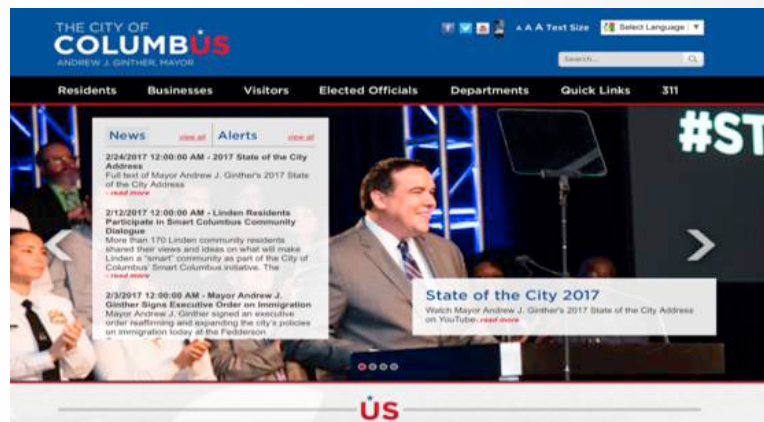 THE CITY OF
COLUMBUS
ANDREW J. GINTHER, MAYOR
A A A Text Size
Select Language ▼
Search...
Residents Businesses Visitors Elected Officials Departments Quick Links 311
News view all Alerts view all
2/24/2017 12:00:00 AM - 2017 State of the City
Address
Full text of Mayor Andrew J. Ginther's 2017 State
of the City Address
- read more
2/12/2017 12:00:00 AM - Linden Residents
Participate in Smart Columbus Community
Dialogue
More than 170 Linden community residents
shared their views and ideas on what will make
Linden a "smart" community as part of the City of
Columbus' Smart Columbus initiative. The
- read more
2/3/2017 12:00:00 AM - Mayor Andrew J.
Ginther Signs Executive Order on Immigration
Mayor Andrew J. Ginther signed an executive
order reaffirming and expanding the city's policies
on immigration today at the Fedderson
#ST
State of the City 2017
Watch Mayor Andrew J. Ginther's 2017 State of the City Address
on YouTube- read more
US